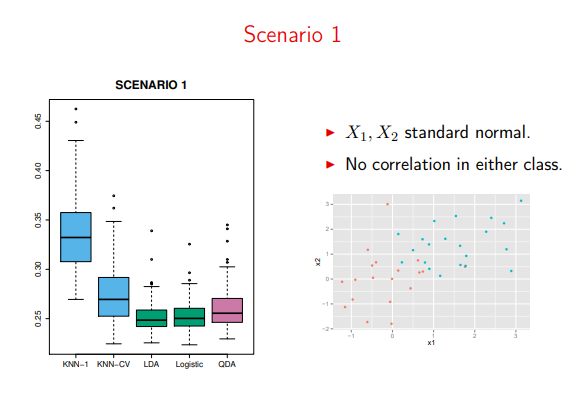 Scenario 1
SCENARIO 1
0.45
0.40
0.35
0.30
0.25
KNN−1 KNN−CV LDA Logistic QDA
► X₁, X₂ standard normal.
► No correlation in either class.
3
2
1
0
−1
−2
x2
−1 0 1 2 3
x1